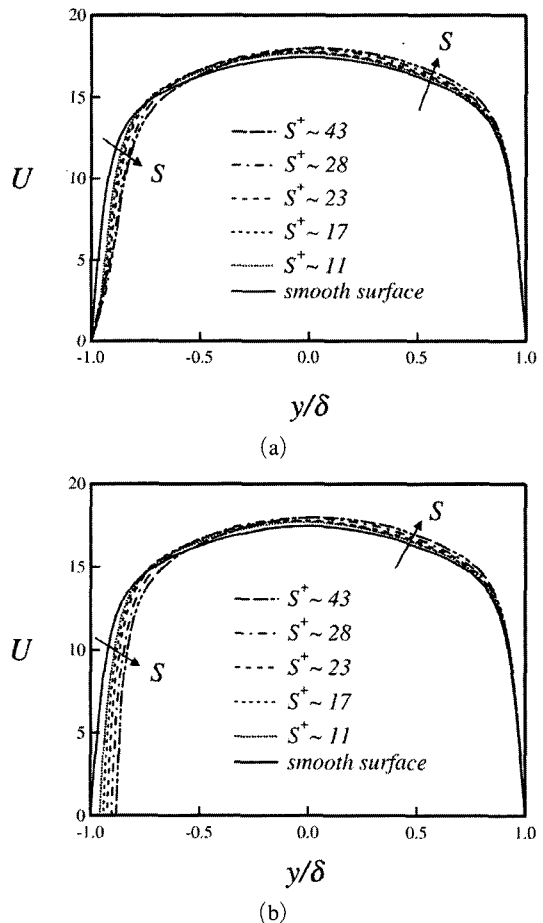 20
15
U
10
5
0
S
S
S⁺ ~ 43
S⁺ ~ 28
S⁺ ~ 23
S⁺ ~ 17
S⁺ ~ 11
smooth surface
-1.0 -0.5 0.0 0.5 1.0
y/δ
(a)
20
15
U
10
5
0
S
S
S⁺ ~ 43
S⁺ ~ 28
S⁺ ~ 23
S⁺ ~ 17
S⁺ ~ 11
smooth surface
-1.0 -0.5 0.0 0.5 1.0
y/δ
(b)